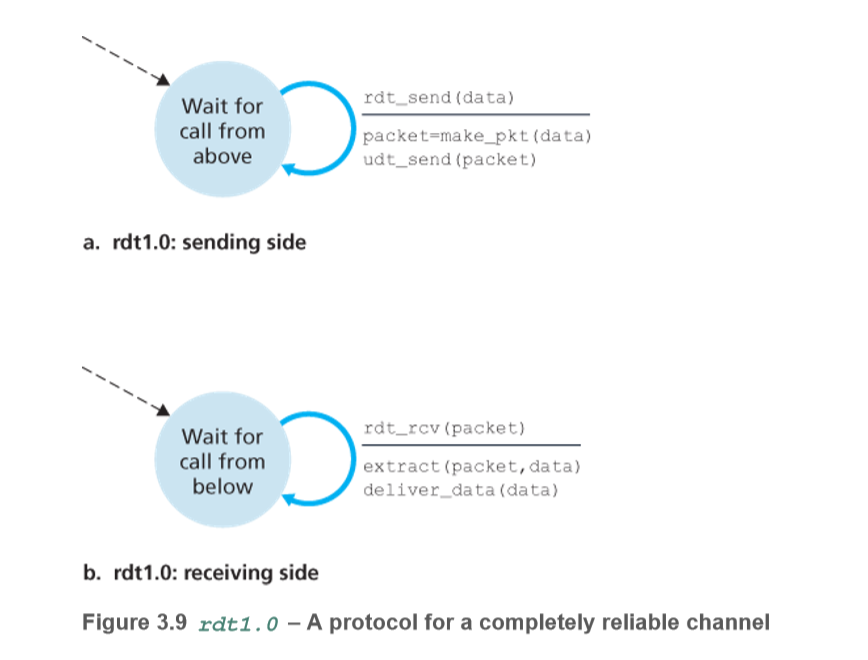 Wait for
call from
above
rdt_send(data)
packet=make_pkt(data)
udt_send(packet)
a. rdt1.0: sending side
Wait for
call from
below
rdt_rcv(packet)
extract(packet,data)
deliver_data(data)
b. rdt1.0: receiving side
Figure 3.9 rdt1.0 – A protocol for a completely reliable channel